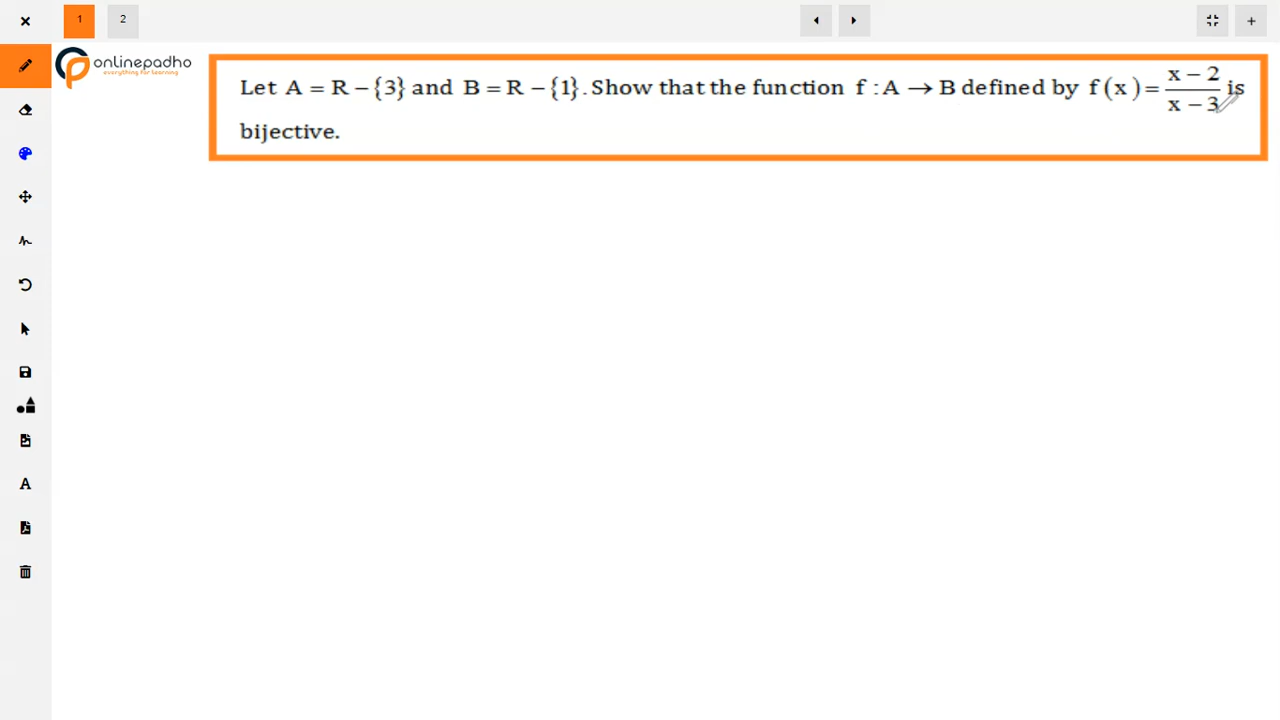 1 2
onlinepadho
everything for learning
Let A = R – {3} and B = R – {1}. Show that the function f : A → B defined by f(x) = \frac{x – 2}{x – 3} is
bijective.
A